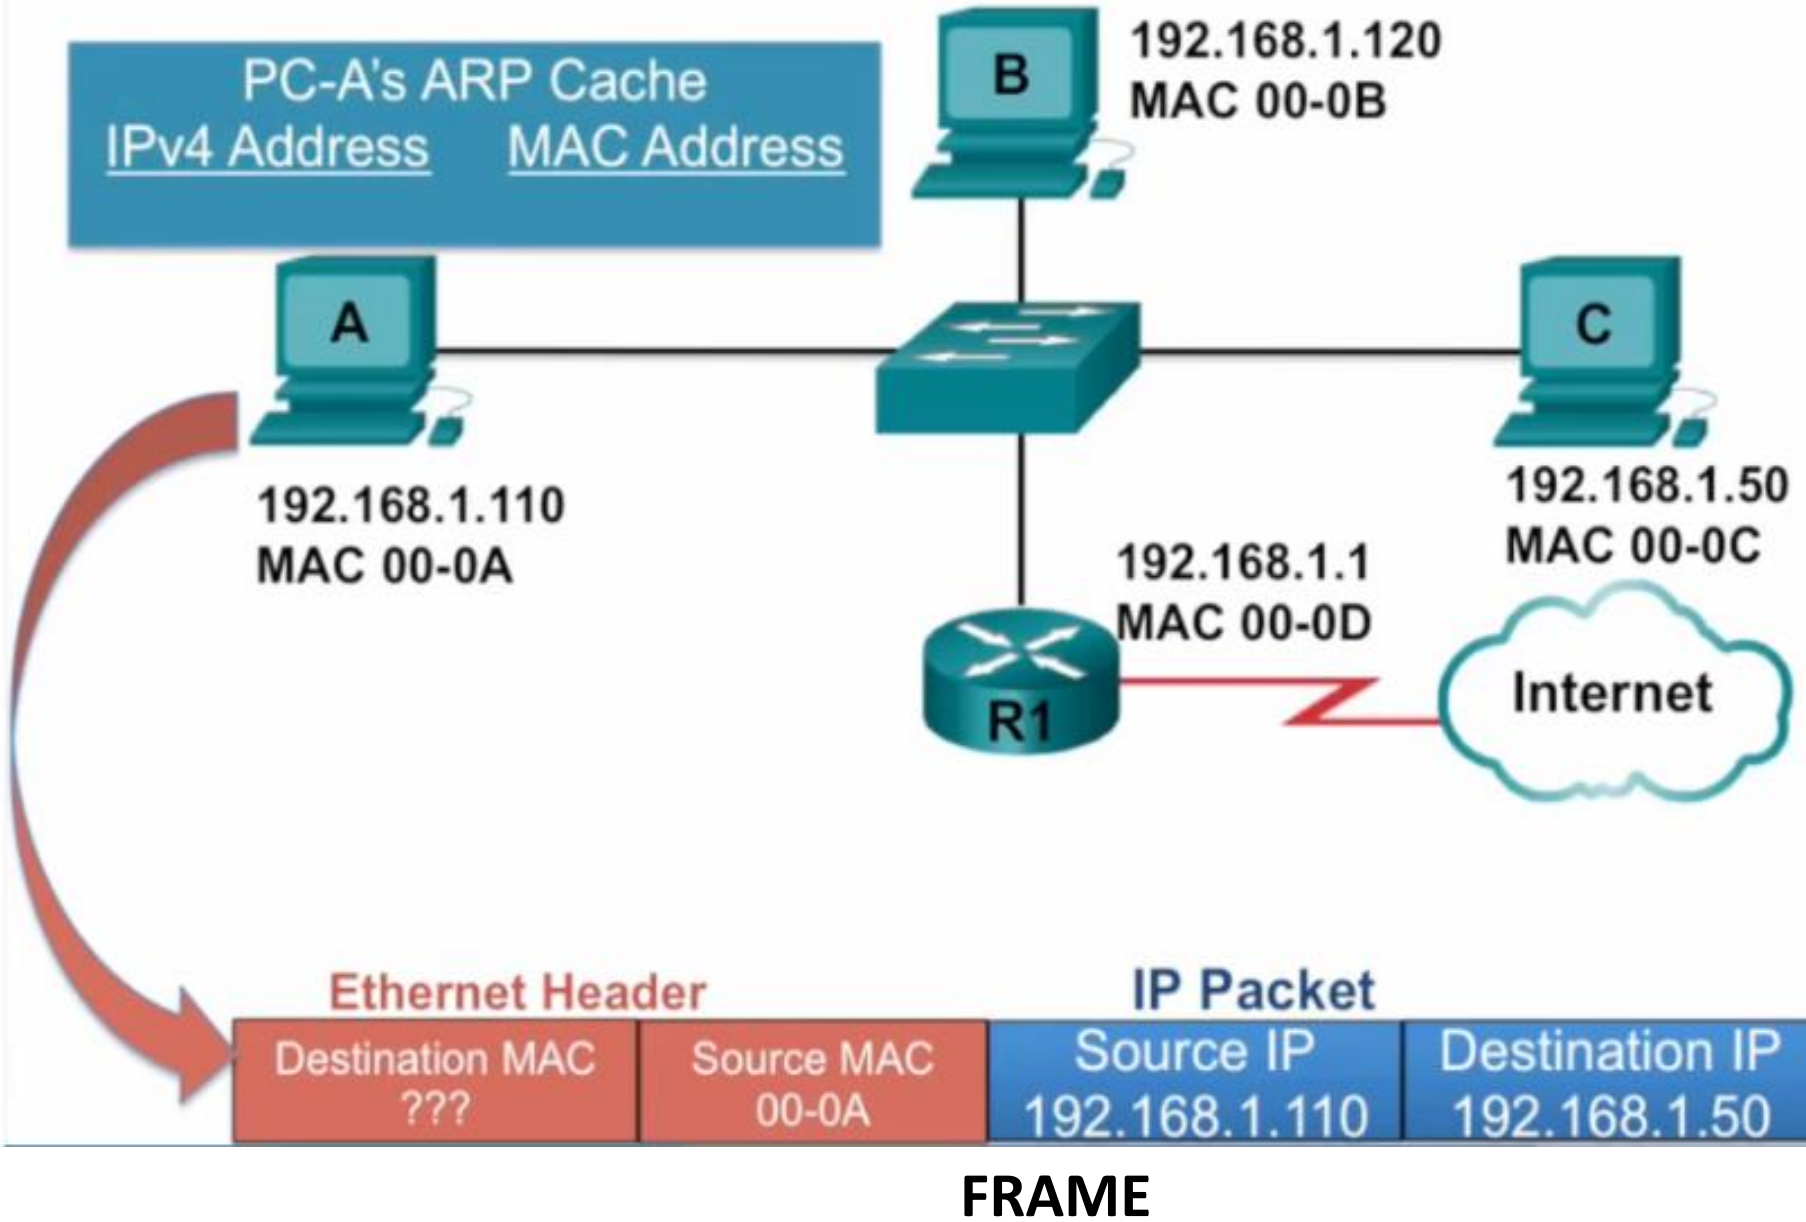 PC-A’s ARP Cache
IPv4 Address MAC Address
B
192.168.1.120
MAC 00-0B
A
192.168.1.110
MAC 00-0A
C
192.168.1.50
MAC 00-0C
192.168.1.1
MAC 00-0D
R1
Internet
Ethernet Header
IP Packet
Destination MAC
???
Source MAC
00-0A
Source IP
192.168.1.110
Destination IP
192.168.1.50
FRAME